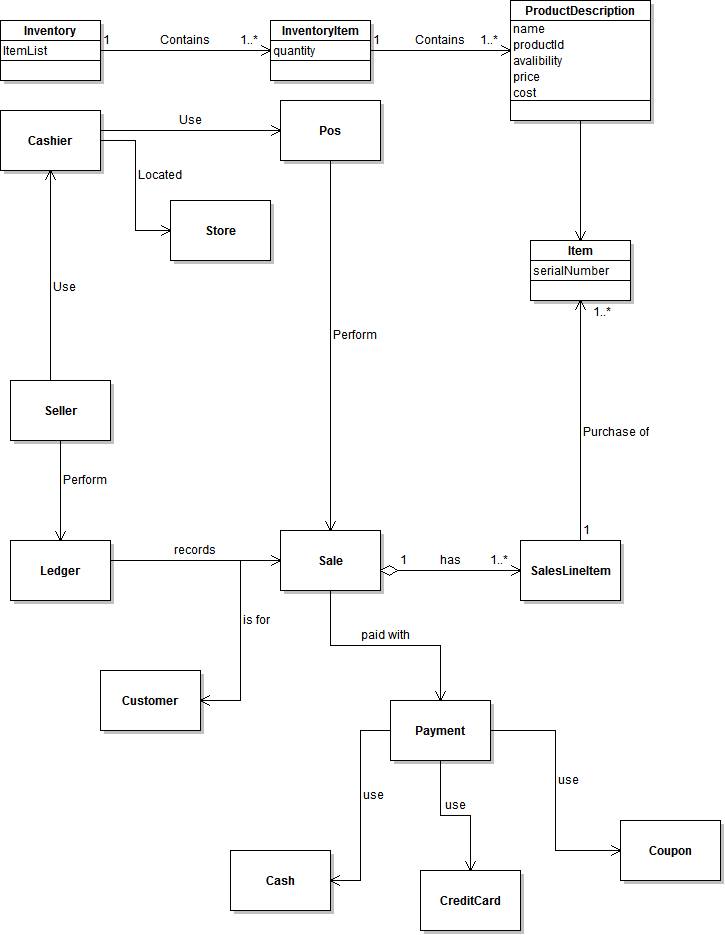 Inventory
ItemList
1
Contains
1..*
InventoryItem
quantity
1
Contains
1..*
ProductDescription
name
productId
avalibility
price
cost
Cashier
Use
Pos
Located
Store
Item
serialNumber
1..*
Use
Perform
Seller
Purchase of
Perform
1
Ledger
records
Sale
1
has
1..*
SalesLineItem
is for
paid with
Customer
Payment
use
use
use
Cash
CreditCard
Coupon